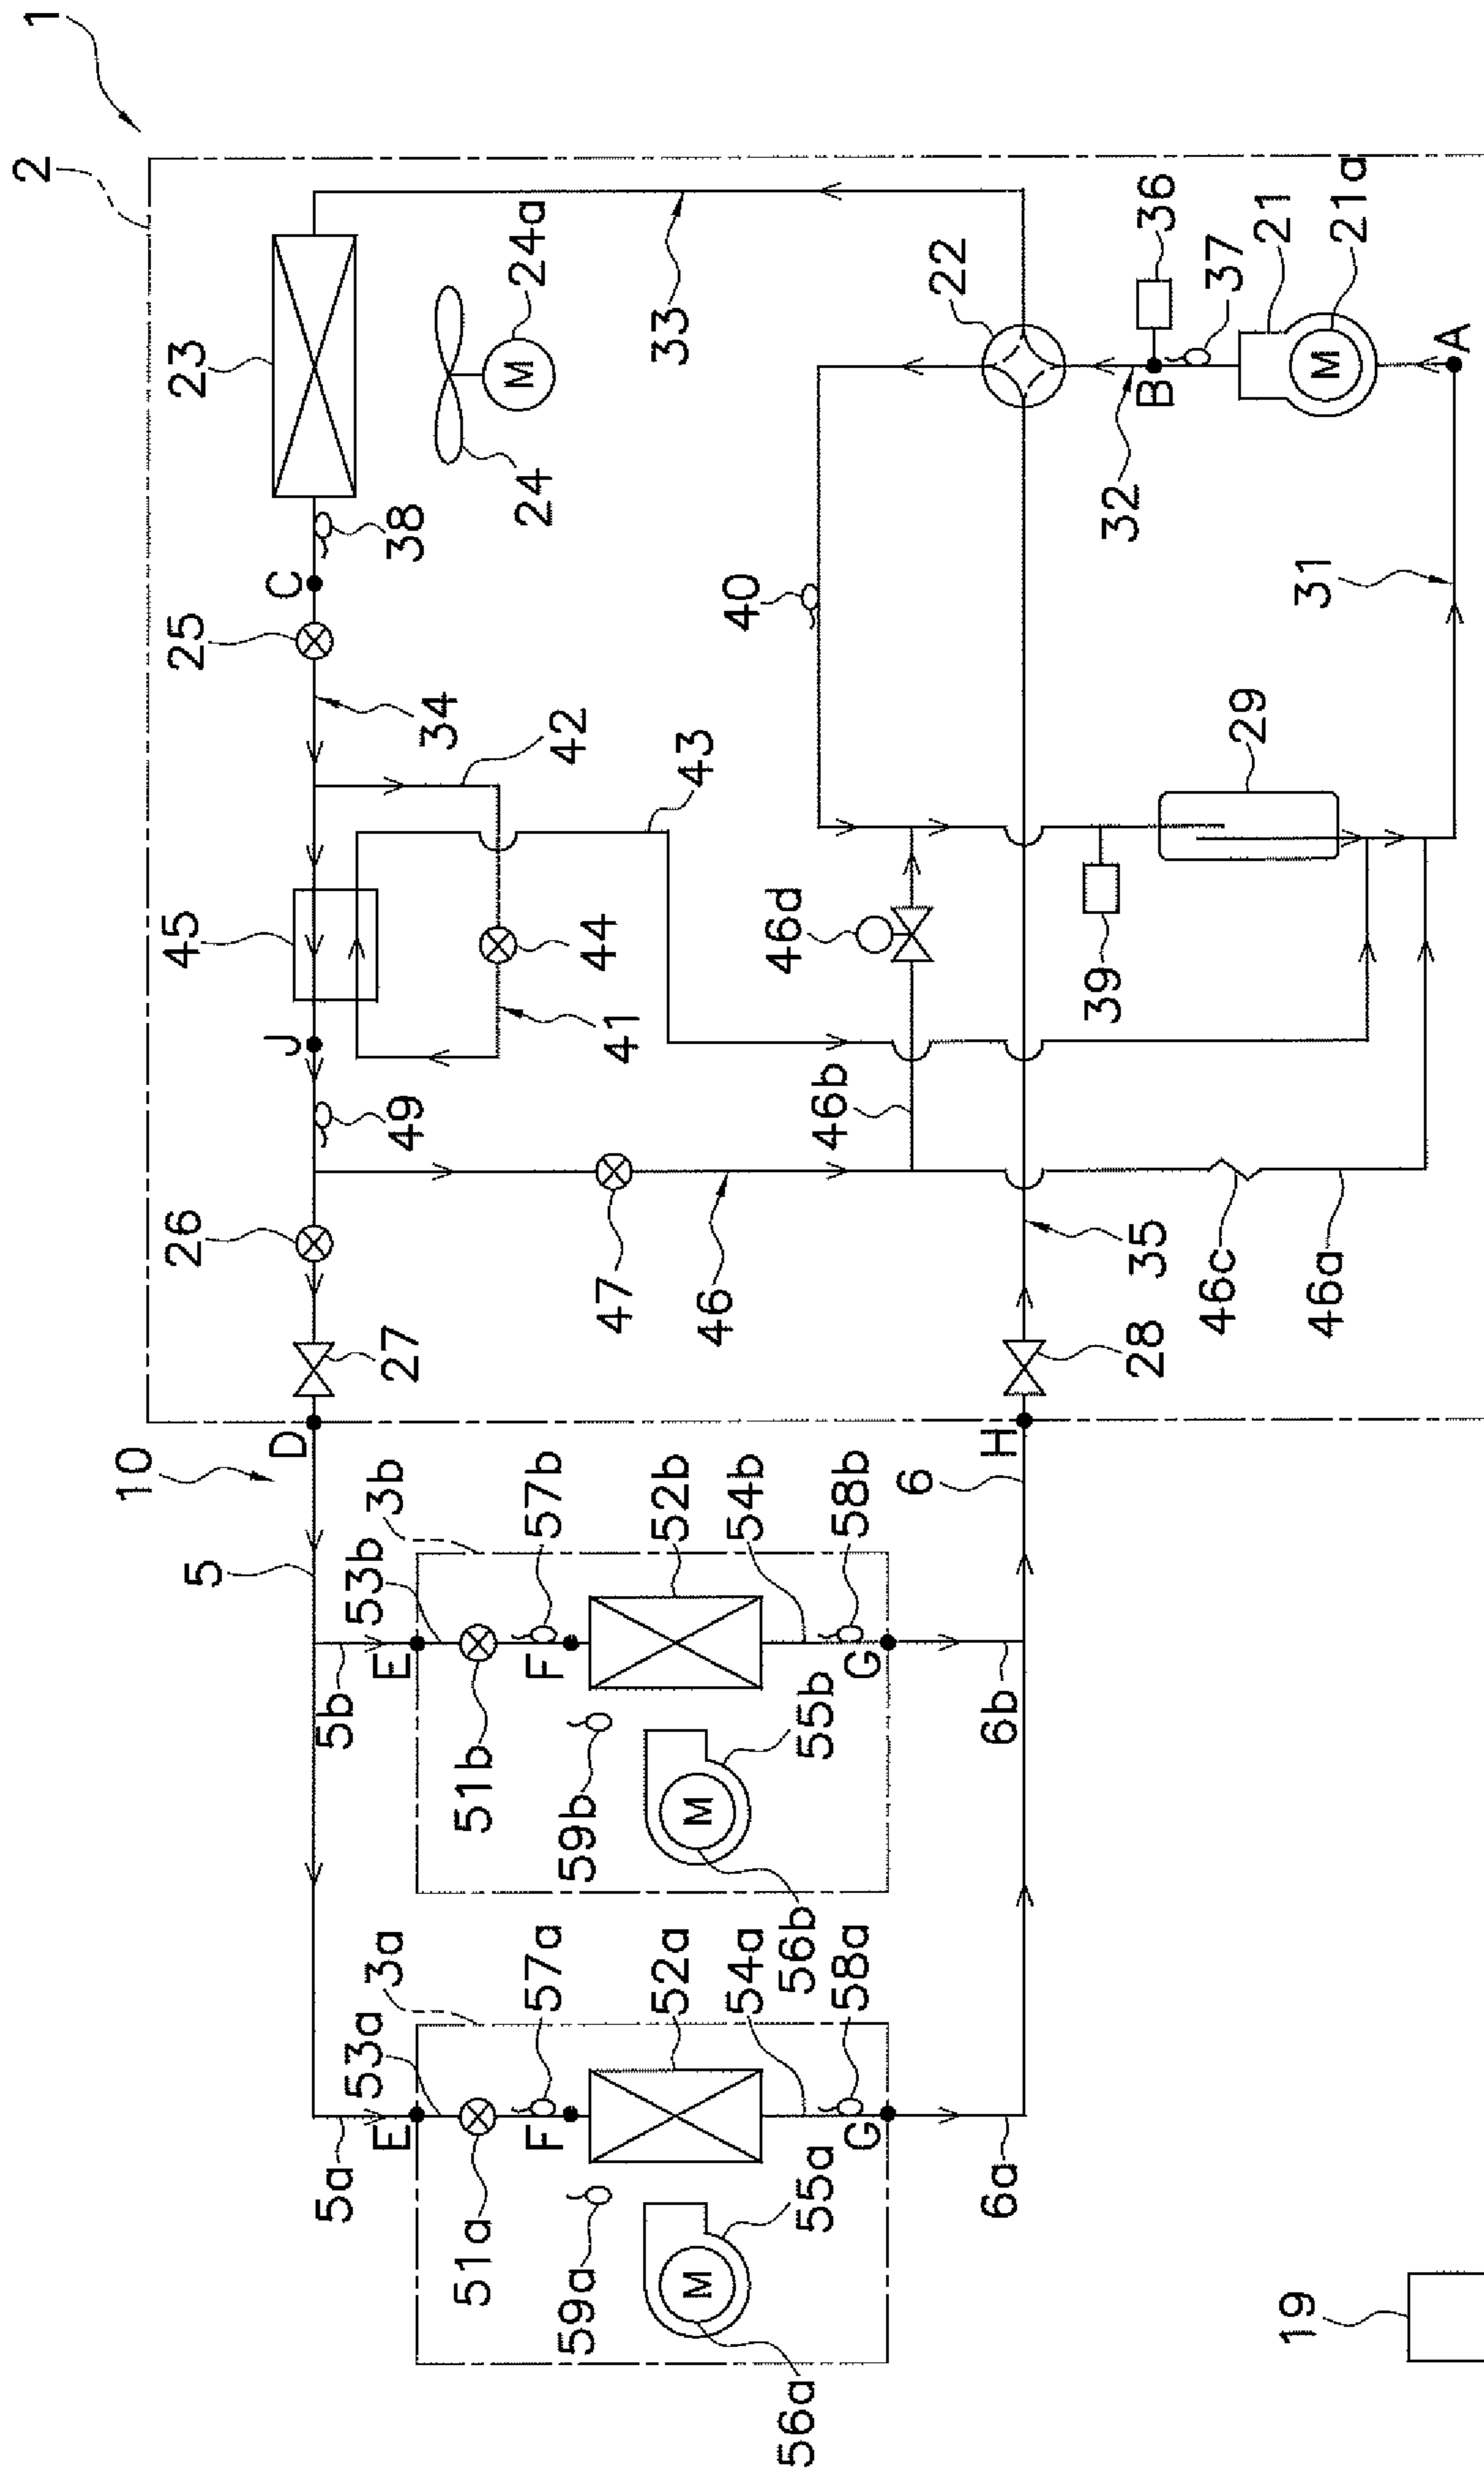 1
2
33
24a
23
24
38
C
25
34
42
43
45
44
41
J
49
26
47
46
27
D
22
36
37
21
21a
B
A
32
31
40
29
46d
39
46b
35
46c
46a
28
H
10
5
3b
53b
57b
52b
54b
58b
6
5b
E
F
G
51b
59b
55b
56b
6b
3a
53a
57a
52a
54a
58a
5a
E
F
G
51a
59a
55a
56a
6a
19
M
M
M
M